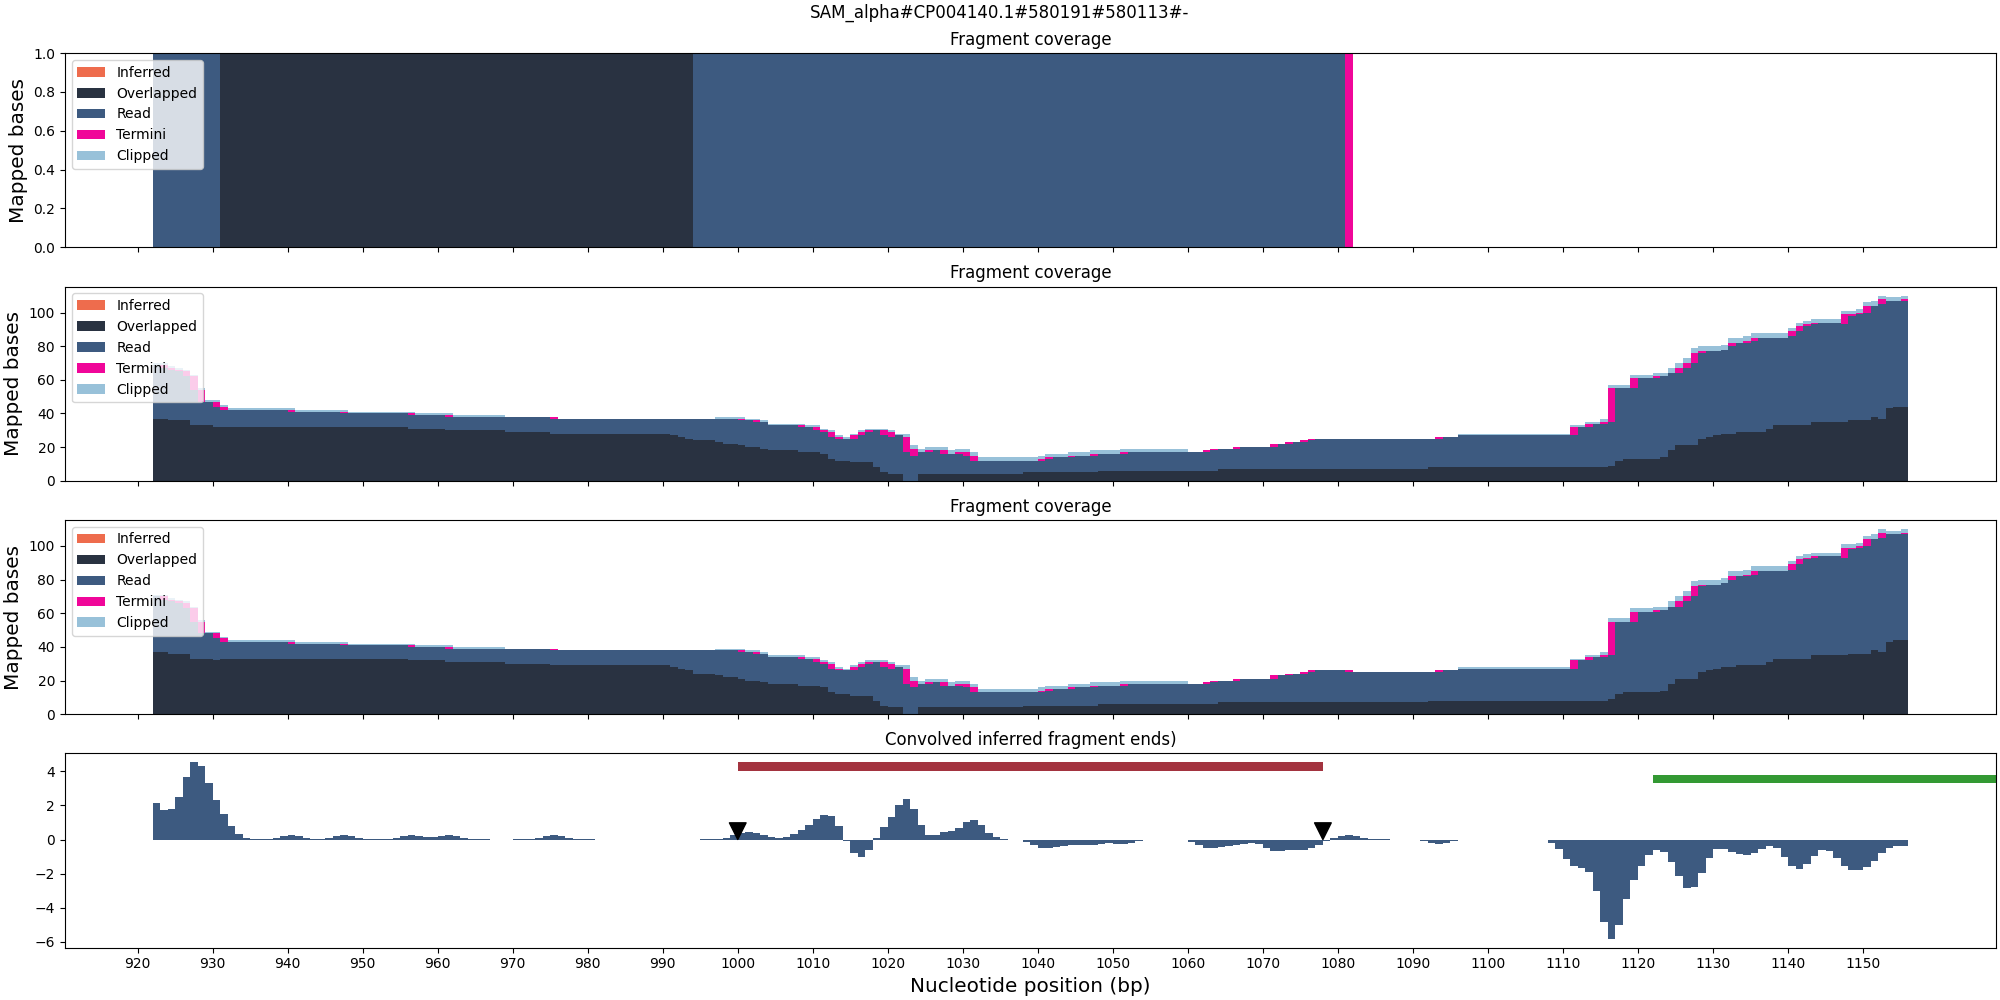 SAM_alpha#CP004140.1#580191#580113#-
Fragment coverage
Mapped bases
1.0
0.8
0.6
0.4
0.2
0.0
Inferred
Overlapped
Read
Termini
Clipped
Fragment coverage
Mapped bases
100
80
60
40
20
0
Inferred
Overlapped
Read
Termini
Clipped
Fragment coverage
Mapped bases
100
80
60
40
20
0
Inferred
Overlapped
Read
Termini
Clipped
Convolved inferred fragment ends)
4
2
0
−2
−4
−6
920 930 940 950 960 970 980 990 1000 1010 1020 1030 1040 1050 1060 1070 1080 1090 1100 1110 1120 1130 1140 1150
Nucleotide position (bp)